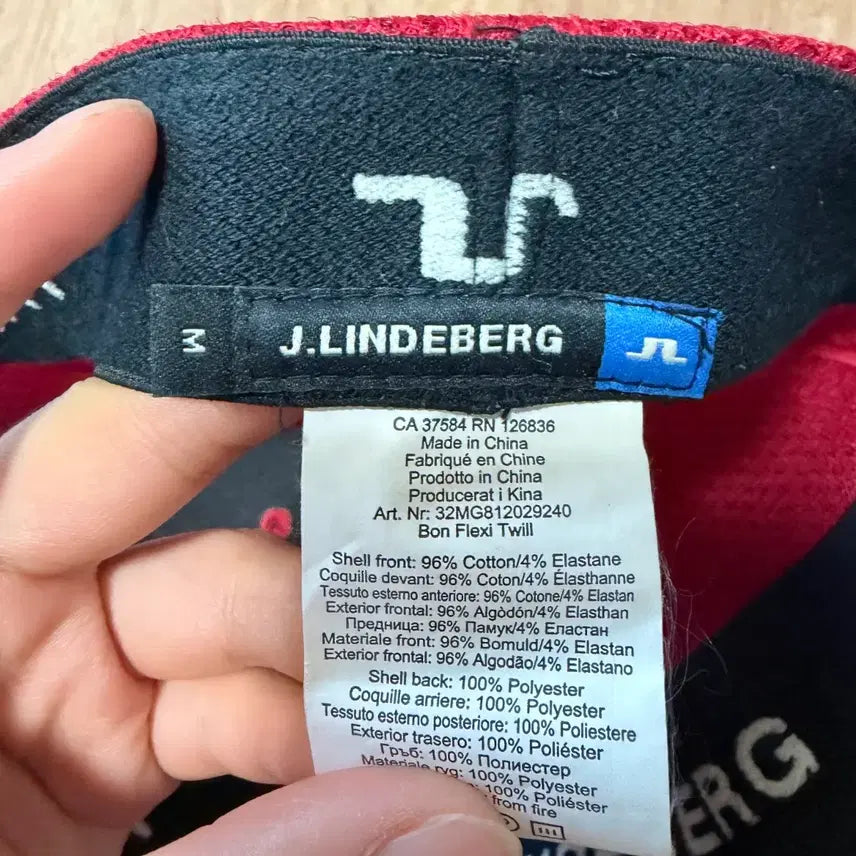 M
J.LINDEBERG
CA 37584 RN 126836
Made in China
Fabriqué en Chine
Prodotto in China
Producerat i Kina
Art. Nr: 32MG812029240
Bon Flexi Twill
Shell front: 96% Cotton/4% Elastane
Coquille devant: 96% Coton/4% Élasthanne
Tessuto esterno anteriore: 96% Cotone/4% Elastan
Exterior frontal: 96% Algòdón/4% Elasthan
Предница: 96% Памук/4% Еластан
Materiale front: 96% Bomuld/4% Elastan
Exterior frontal: 96% Algodão/4% Elastano
Shell back: 100% Polyester
Coquille arriere: 100% Polyester
Tessuto esterno posteriore: 100% Poliestere
Exterior trasero: 100% Poliéster
Гръб: 100% Полиестер
Materiale ryg: 100% Polyester
100% Poliéster
from fire
ERG